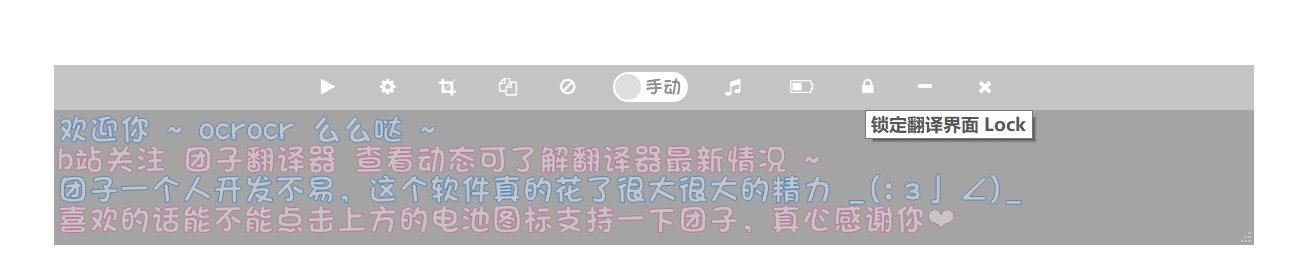 手动
锁定翻译界面 Lock
欢迎你 ~ ocrocr 么么哒 ~
b站关注 团子翻译器 查看动态可了解翻译器最新情况 ~
团子一个人开发不易，这个软件真的花了很大很大的精力 _(:з」∠)_
喜欢的话能不能点击上方的电池图标支持一下团子，真心感谢你❤